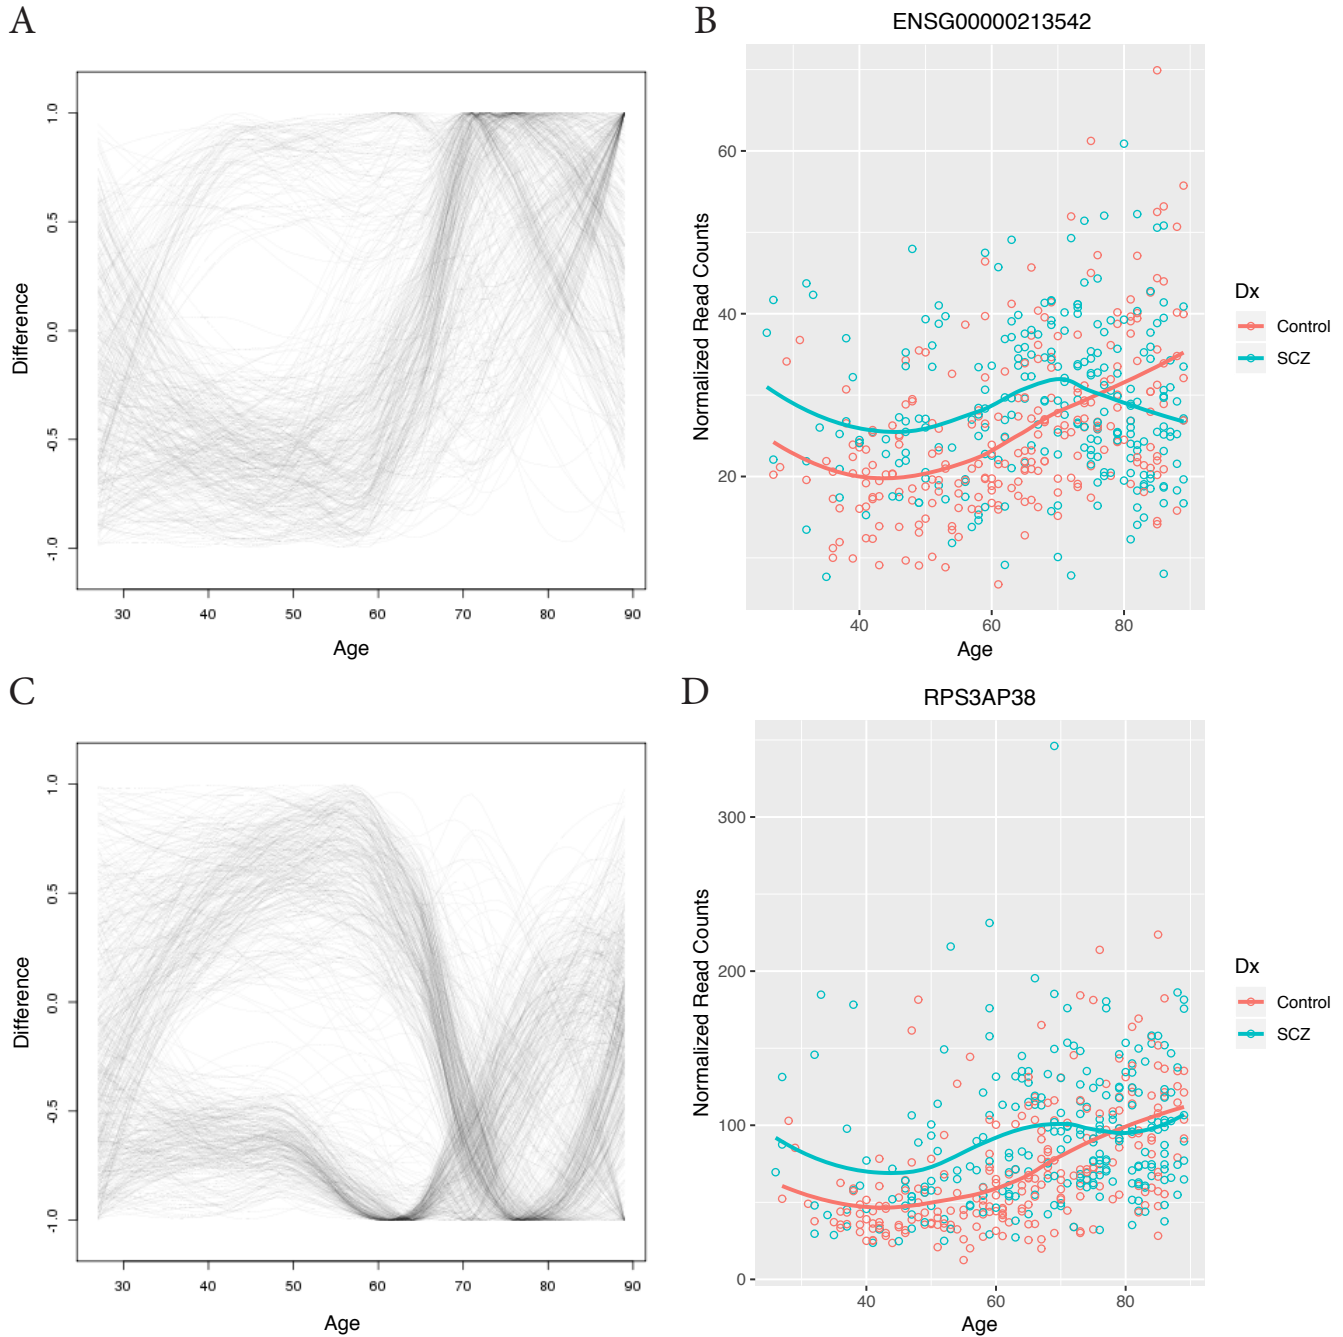 A
1.0
0.5
0.0
-0.5
-1.0
Difference
30 40 50 60 70 80 90
Age
B
ENSG00000213542
60
40
20
Normalized Read Counts
40 60 80
Age
Dx
Control
SCZ
C
1.0
0.5
0.0
-0.5
-1.0
Difference
30 40 50 60 70 80 90
Age
D
RPS3AP38
300
200
100
0
Normalized Read Counts
40 60 80
Age
Dx
Control
SCZ